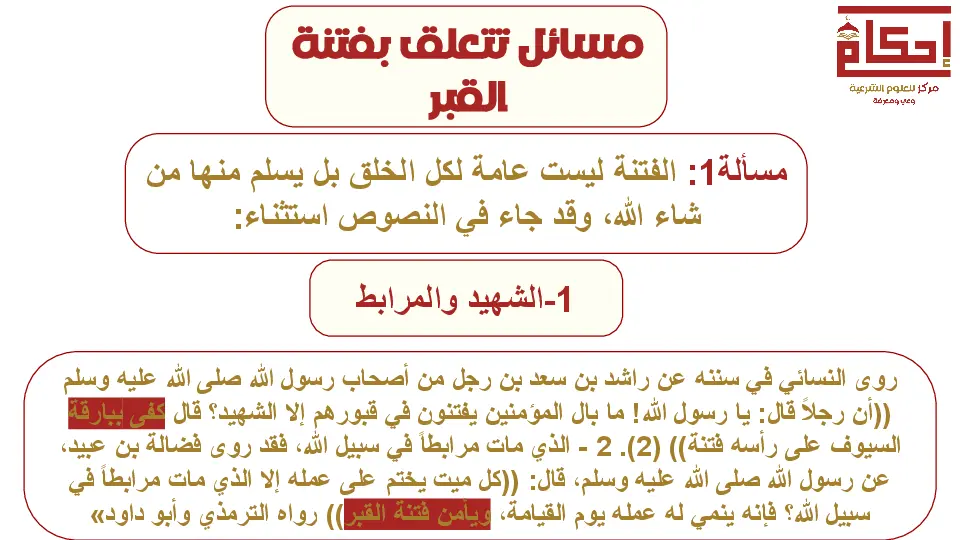 إحكام
مركز للعلوم الشرعية
وعي ومعرفة
مسائل تتعلق بفتنة
القبر
مسألة1: الفتنة ليست عامة لكل الخلق بل يسلم منها من
شاء الله، وقد جاء في النصوص استثناء:
1-الشهيد والمرابط
روى النسائي في سننه عن راشد بن سعد بن رجل من أصحاب رسول الله صلى الله عليه وسلم
((أن رجلاً قال: يا رسول الله! ما بال المؤمنين يفتنون في قبورهم إلا الشهيد؟ قال كفى ببارقة
السيوف على رأسه فتنة)) (2). 2 - الذي مات مرابطاً في سبيل الله، فقد روى فضالة بن عبيد،
عن رسول الله صلى الله عليه وسلم، قال: ((كل ميت يختم على عمله إلا الذي مات مرابطاً في
سبيل الله؟ فإنه ينمي له عمله يوم القيامة، ويأمن فتنة القبر)) رواه الترمذي وأبو داود»